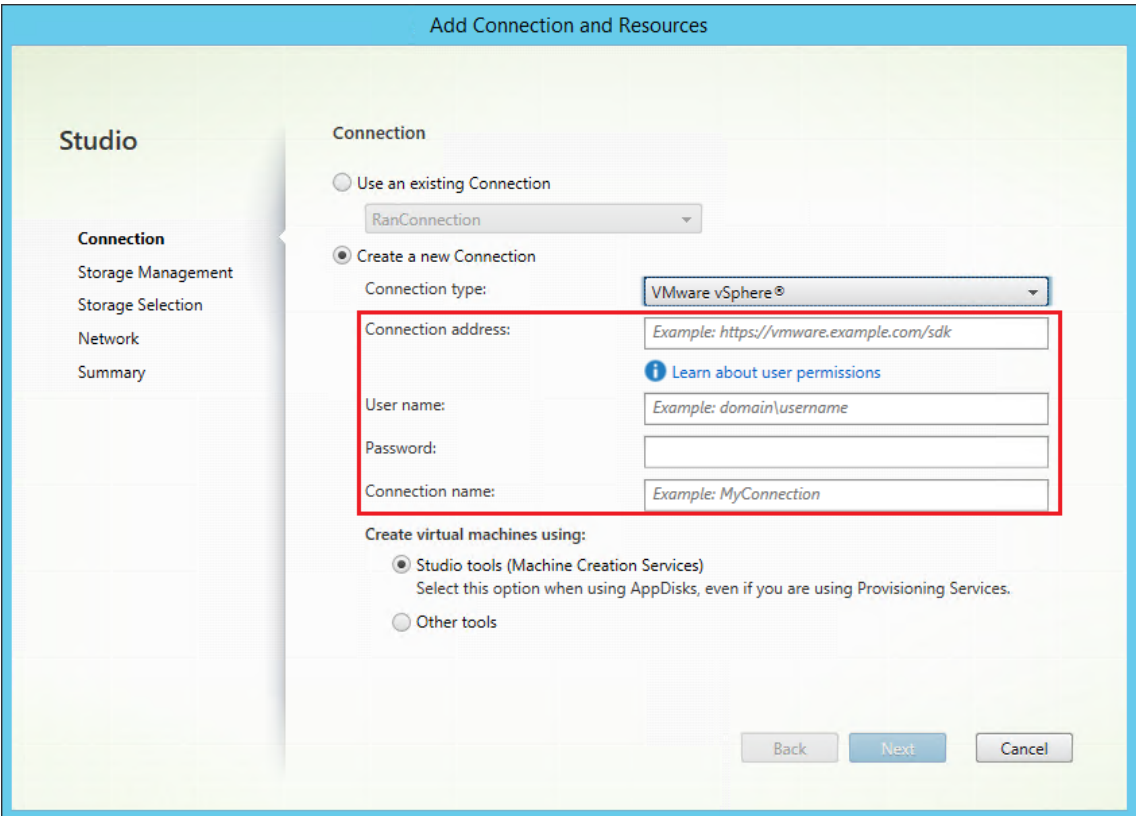 Add Connection and Resources
Studio
Connection
Storage Management
Storage Selection
Network
Summary
Connection
Use an existing Connection
RanConnection
Create a new Connection
Connection type: VMware vSphere®
Connection address: Example: https://vmware.example.com/sdk
Learn about user permissions
User name: Example: domain\username
Password:
Connection name: Example: MyConnection
Create virtual machines using:
Studio tools (Machine Creation Services)
Select this option when using AppDisks, even if you are using Provisioning Services.
Other tools
Back Next Cancel